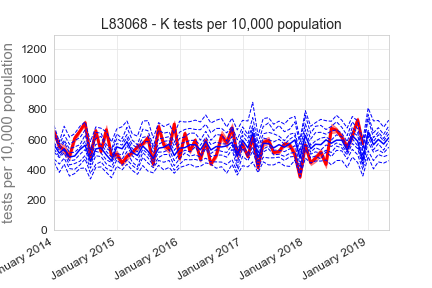 L83068 - K tests per 10,000 population
tests per 10,000 population
1200
1000
800
600
400
200
0
2014
January 2015
January 2016
January 2017
January 2018
January 2019